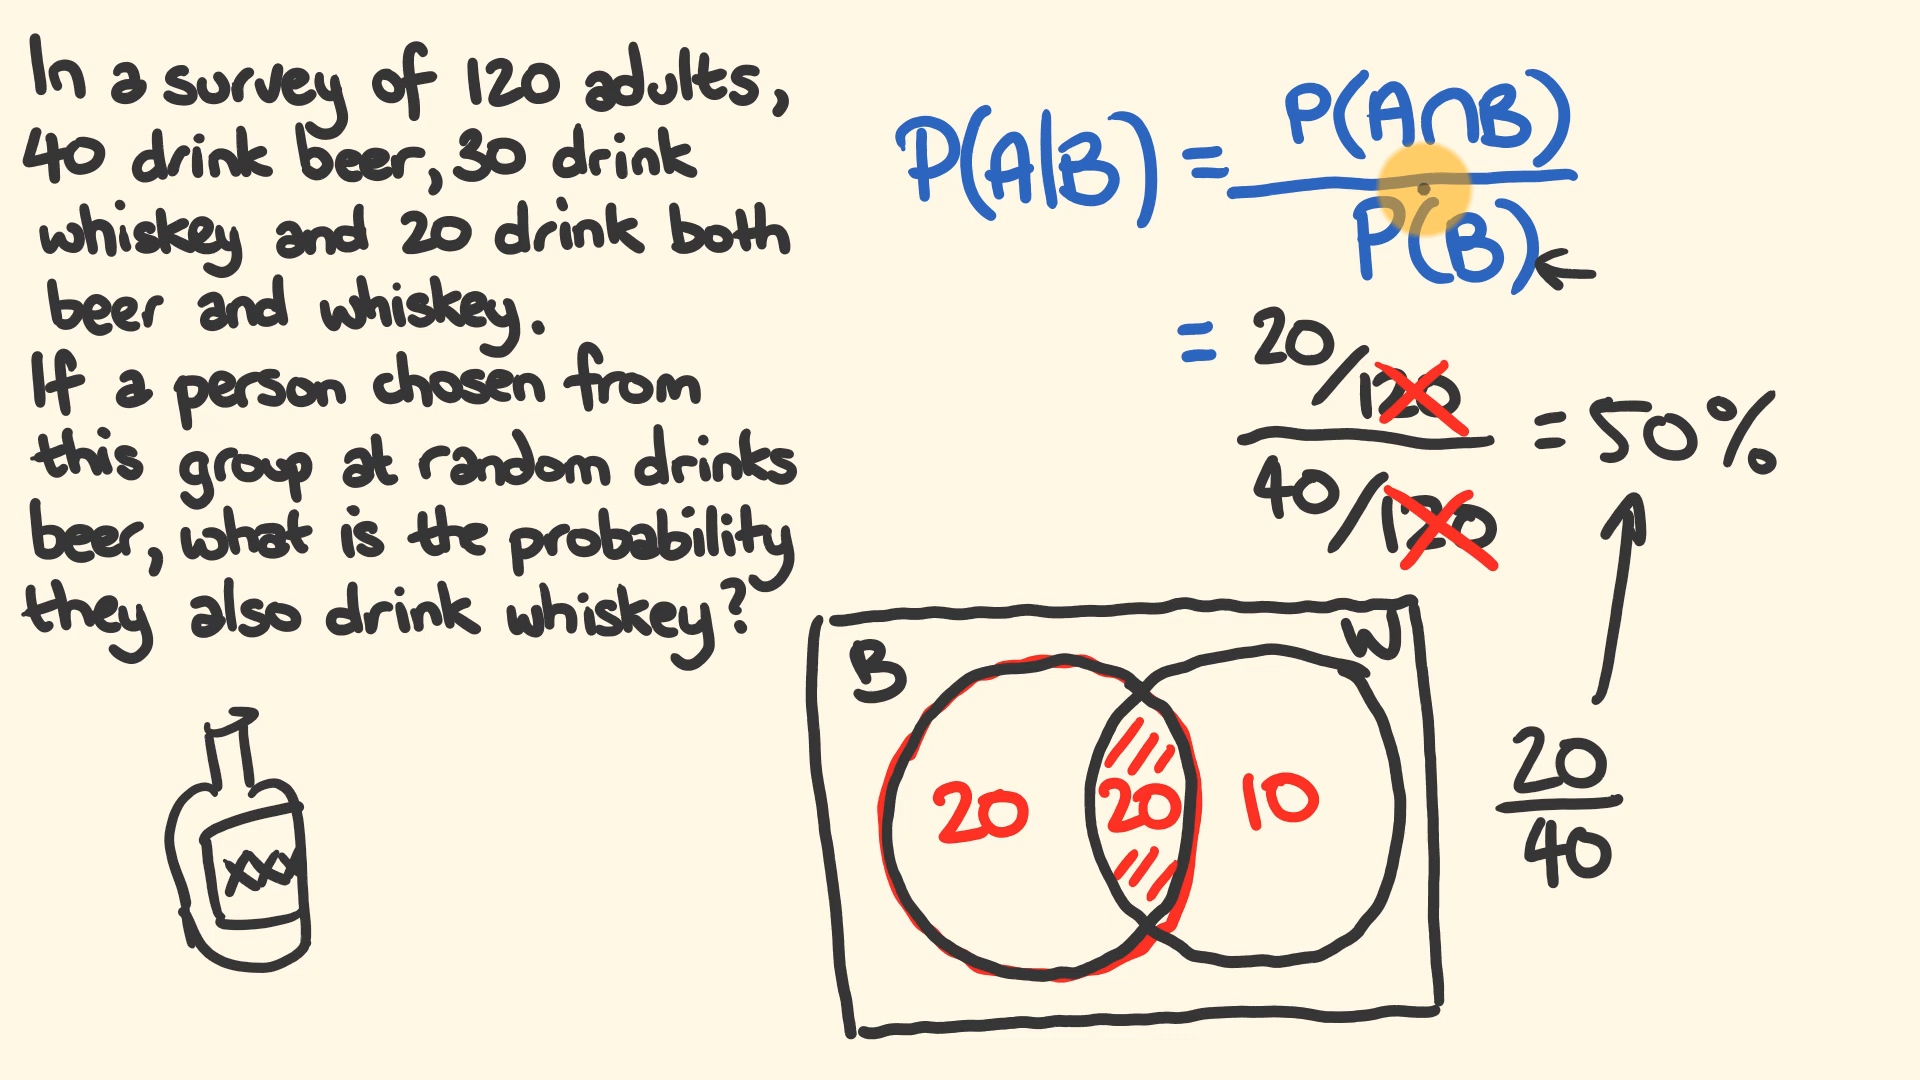 In a survey of 120 adults,
40 drink beer, 30 drink
whiskey and 20 drink both
beer and whiskey.
If a person chosen from
this group at random drinks
beer, what is the probability
they also drink whiskey?
P(A|B) = P(A∩B)
P(B)
= 20/120
40/120
= 50%
B
W
20
20
10
20
40
XXX